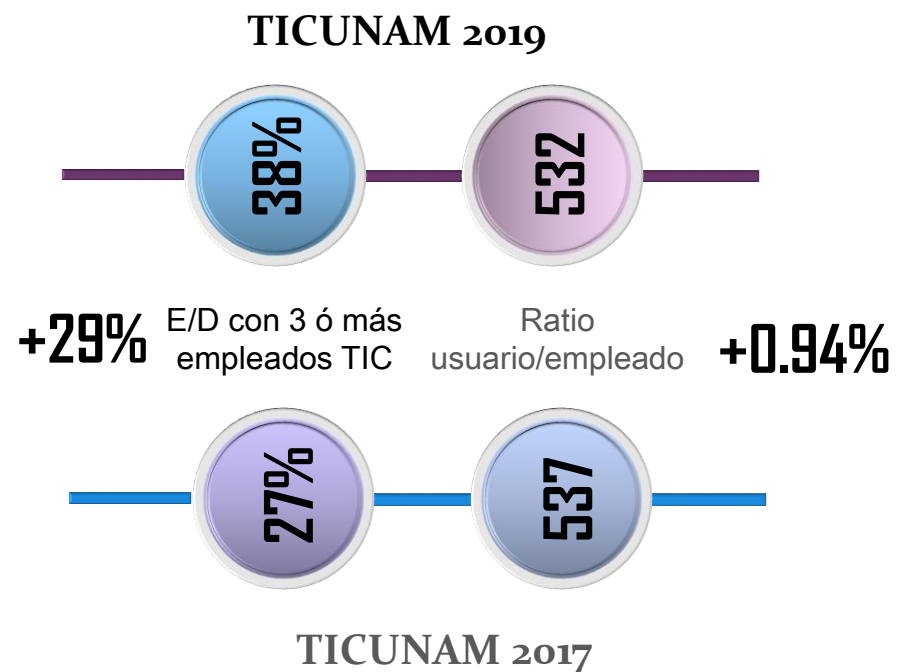 TICUNAM 2019
38%
532
+29%
E/D con 3 ó más
empleados TIC
Ratio
usuario/empleado
+0.94%
27%
537
TICUNAM 2017